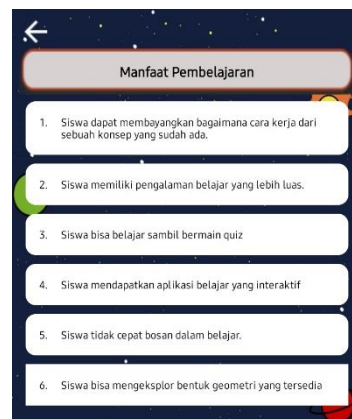 Manfaat Pembelajaran
1. Siswa dapat membayangkan bagaimana cara kerja dari
sebuah konsep yang sudah ada.
2. Siswa memiliki pengalaman belajar yang lebih luas.
3. Siswa bisa belajar sambil bermain quiz
4. Siswa mendapatkan aplikasi belajar yang interaktif
5. Siswa tidak cepat bosan dalam belajar.
6. Siswa bisa mengeksplor bentuk geometri yang tersedia